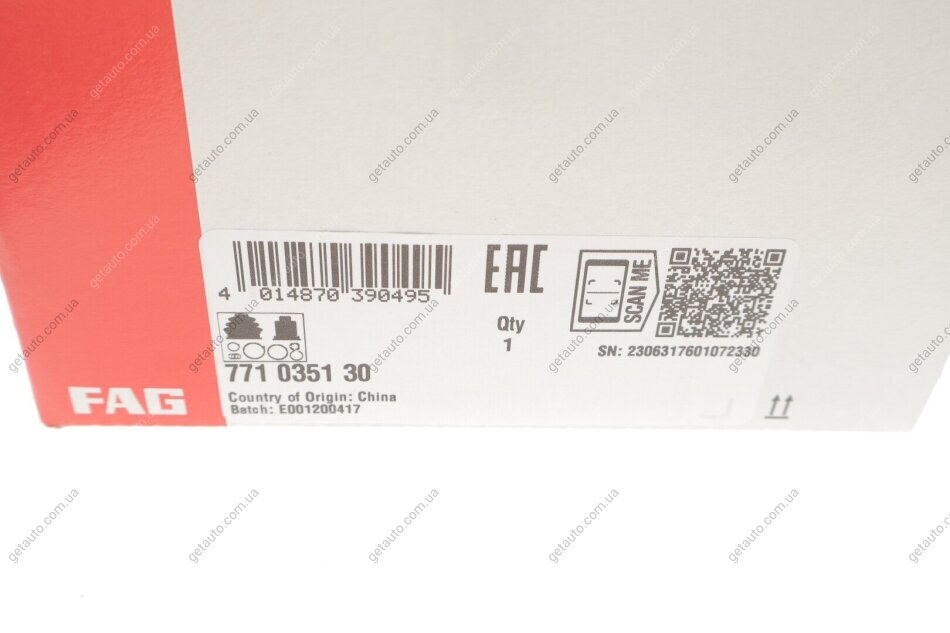 4 014870 390495
EAC
SCAN ME
Qty
1
SN: 2306317601072330
771 0351 30
Country of Origin: China
Batch: E001200417
FAG
getauto.com.ua